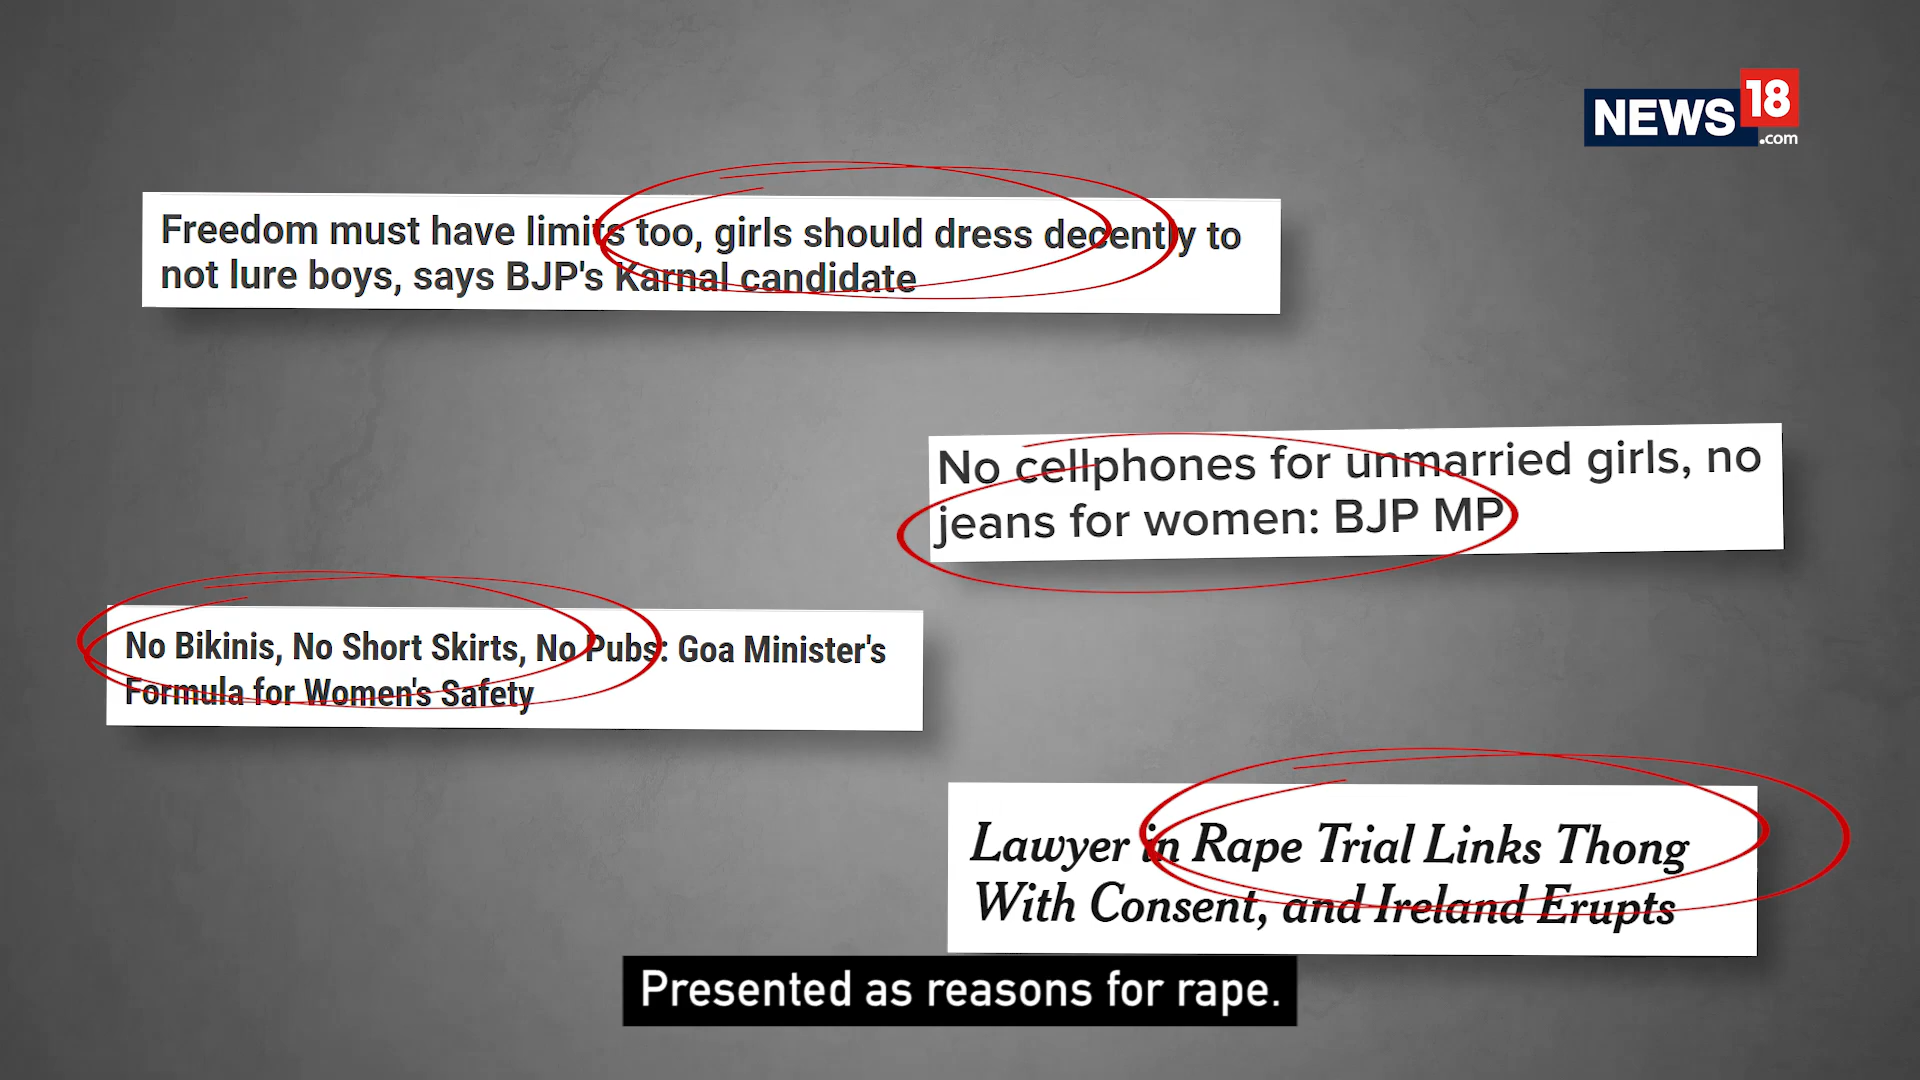 NEWS 18
.com
Freedom must have limits too, girls should dress decently to
not lure boys, says BJP's Karnal candidate
No cellphones for unmarried girls, no
jeans for women: BJP MP
No Bikinis, No Short Skirts, No Pubs: Goa Minister's
Formula for Women's Safety
Lawyer in Rape Trial Links Thong
With Consent, and Ireland Erupts
Presented as reasons for rape.